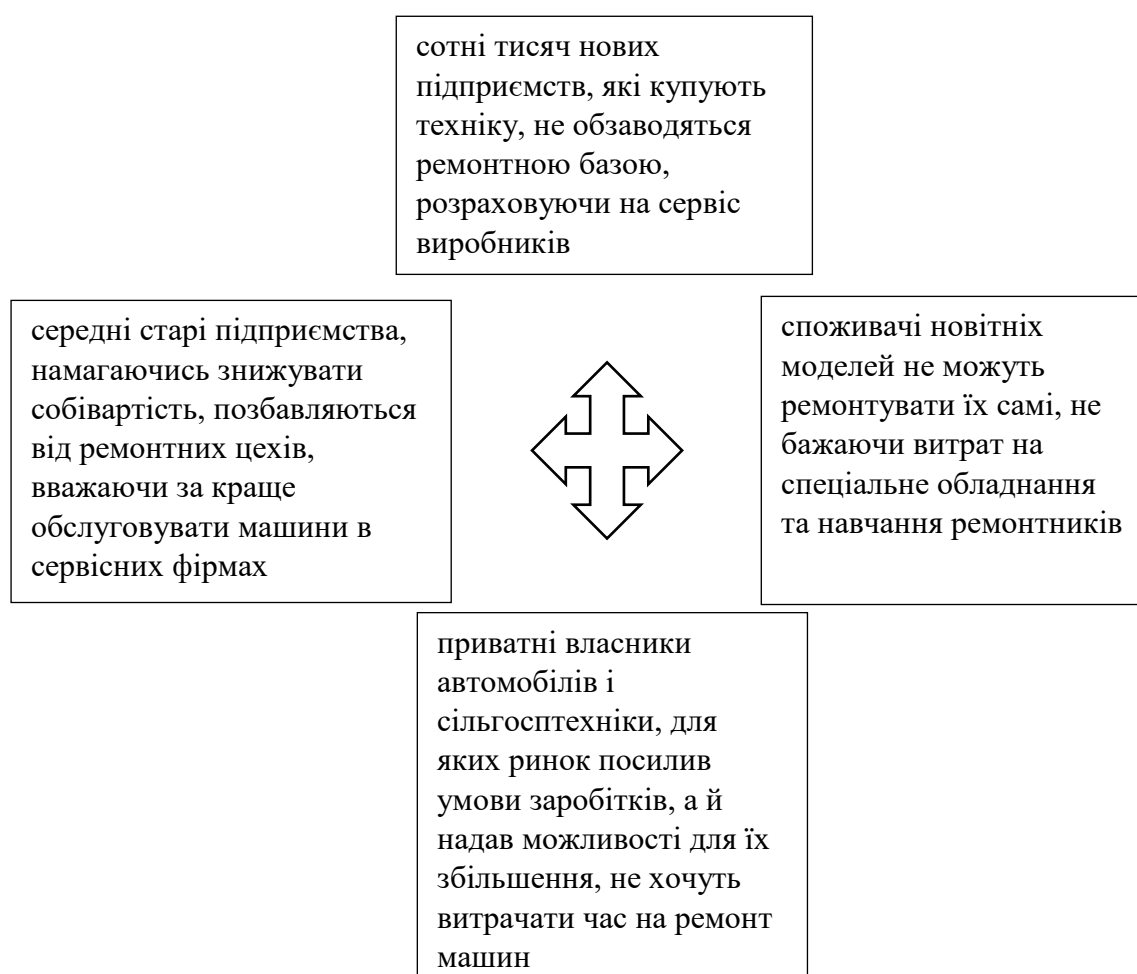 сотні тисяч нових
підприємств, які купують
техніку, не обзаводяться
ремонтною базою,
розраховуючи на сервіс
виробників
середні старі підприємства,
намагаючись знижувати
собівартість, позбавляються
від ремонтних цехів,
вважаючи за краще
обслуговувати машини в
сервісних фірмах
споживачі новітніх
моделей не можуть
ремонтувати їх самі, не
бажаючи витрат на
спеціальне обладнання
та навчання ремонтників
приватні власники
автомобілів і
сільгосптехніки, для
яких ринок посилив
умови заробітків, а й
надав можливості для їх
збільшення, не хочуть
витрачати час на ремонт
машин